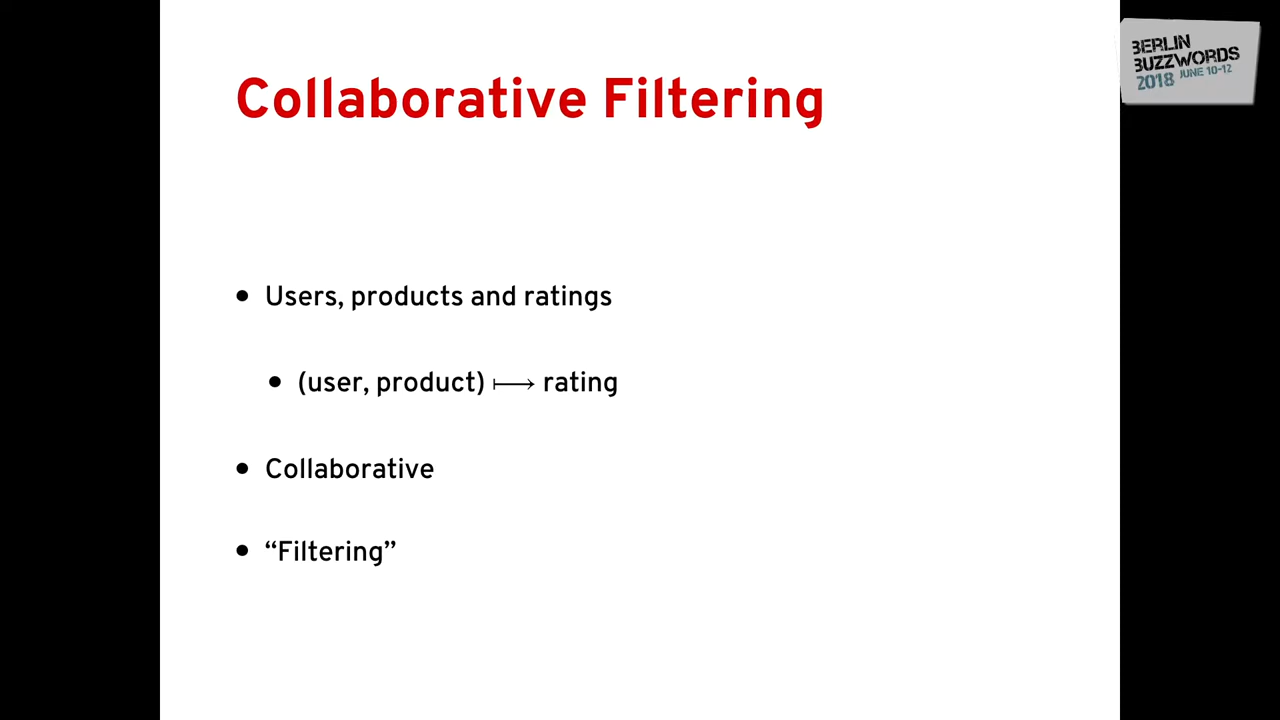 Collaborative Filtering
• Users, products and ratings
• (user, product) ⟼ rating
• Collaborative
• “Filtering”
BERLIN
BUZZWORDS
2018 JUNE 10-12